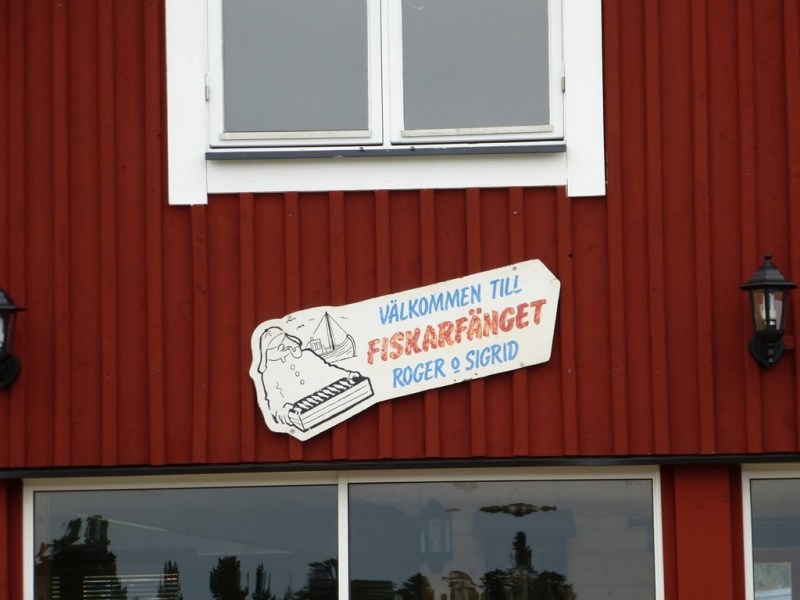 VÄLKOMMEN TILL
FISKARFÄNGET
ROGER o SIGRID